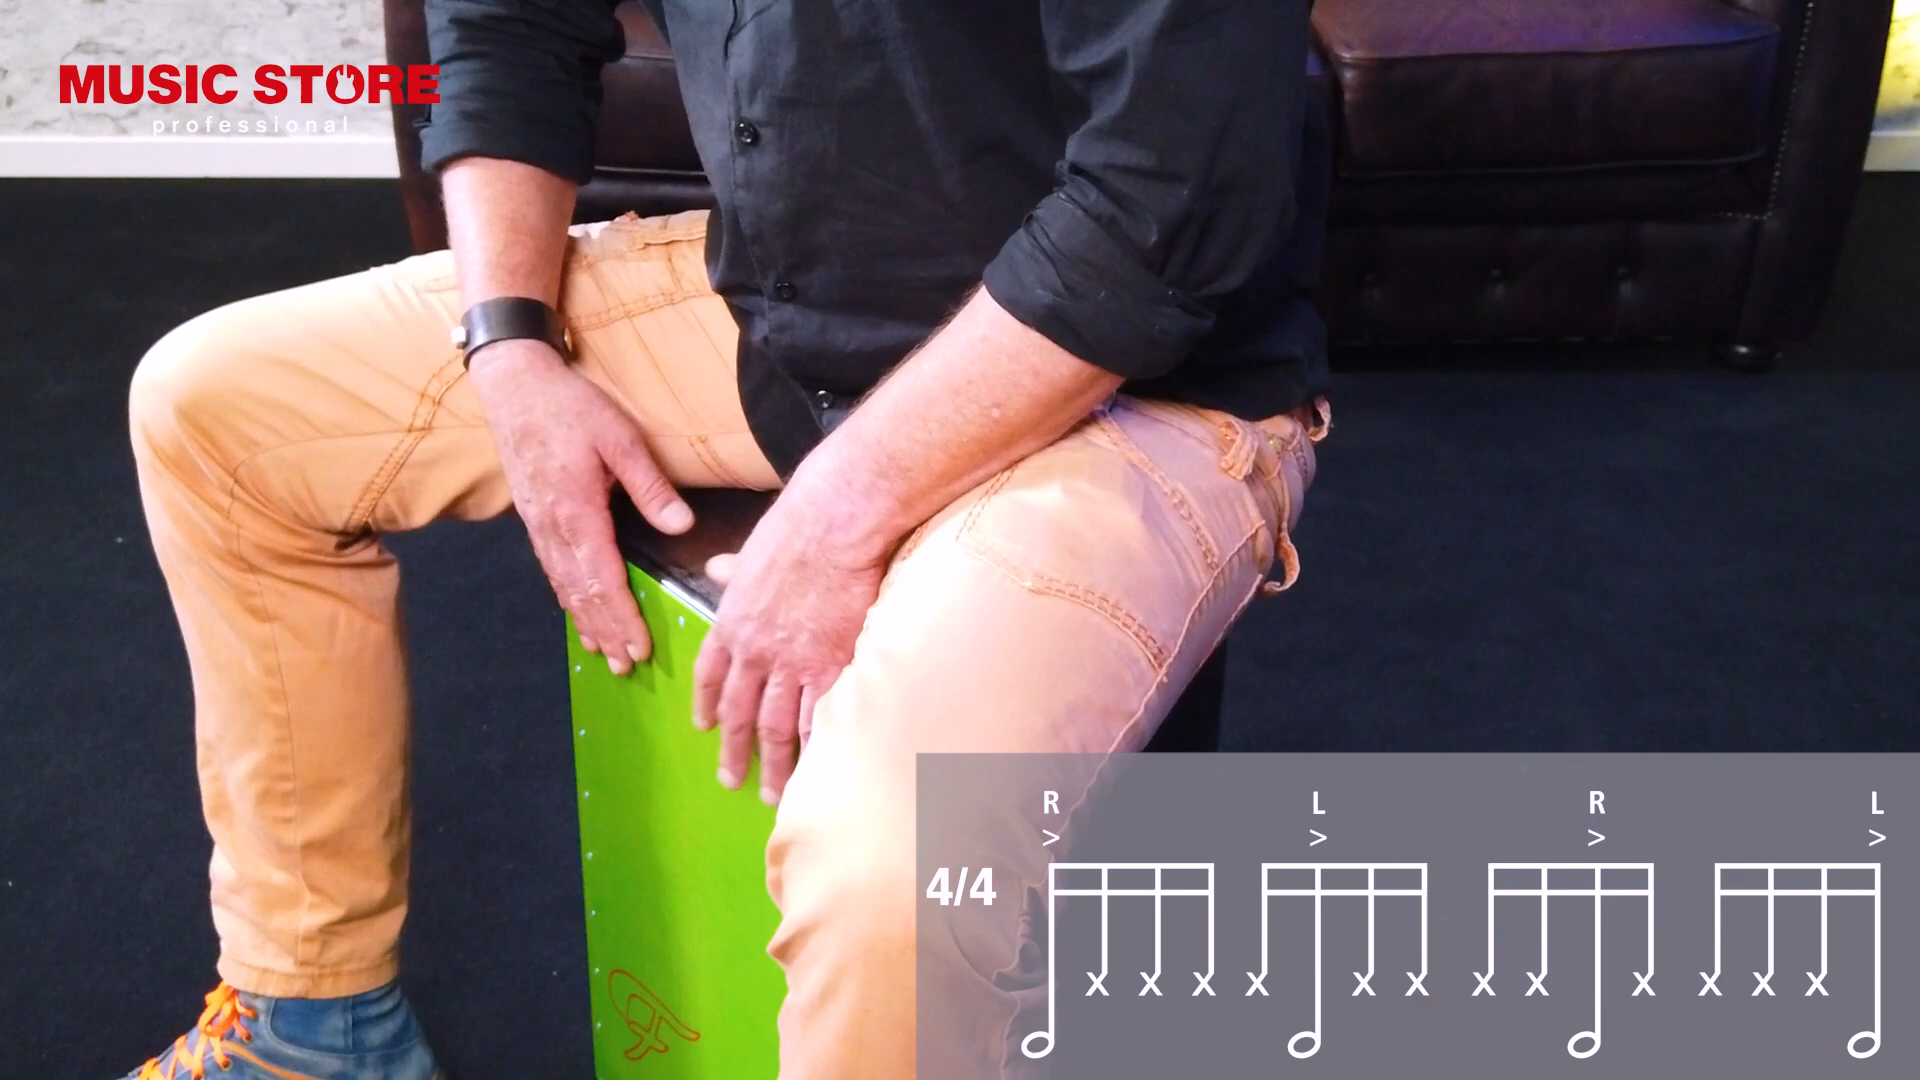 MUSIC STORE
professional
R L R L
> > > >
4/4
x x x x x x x x x x x x